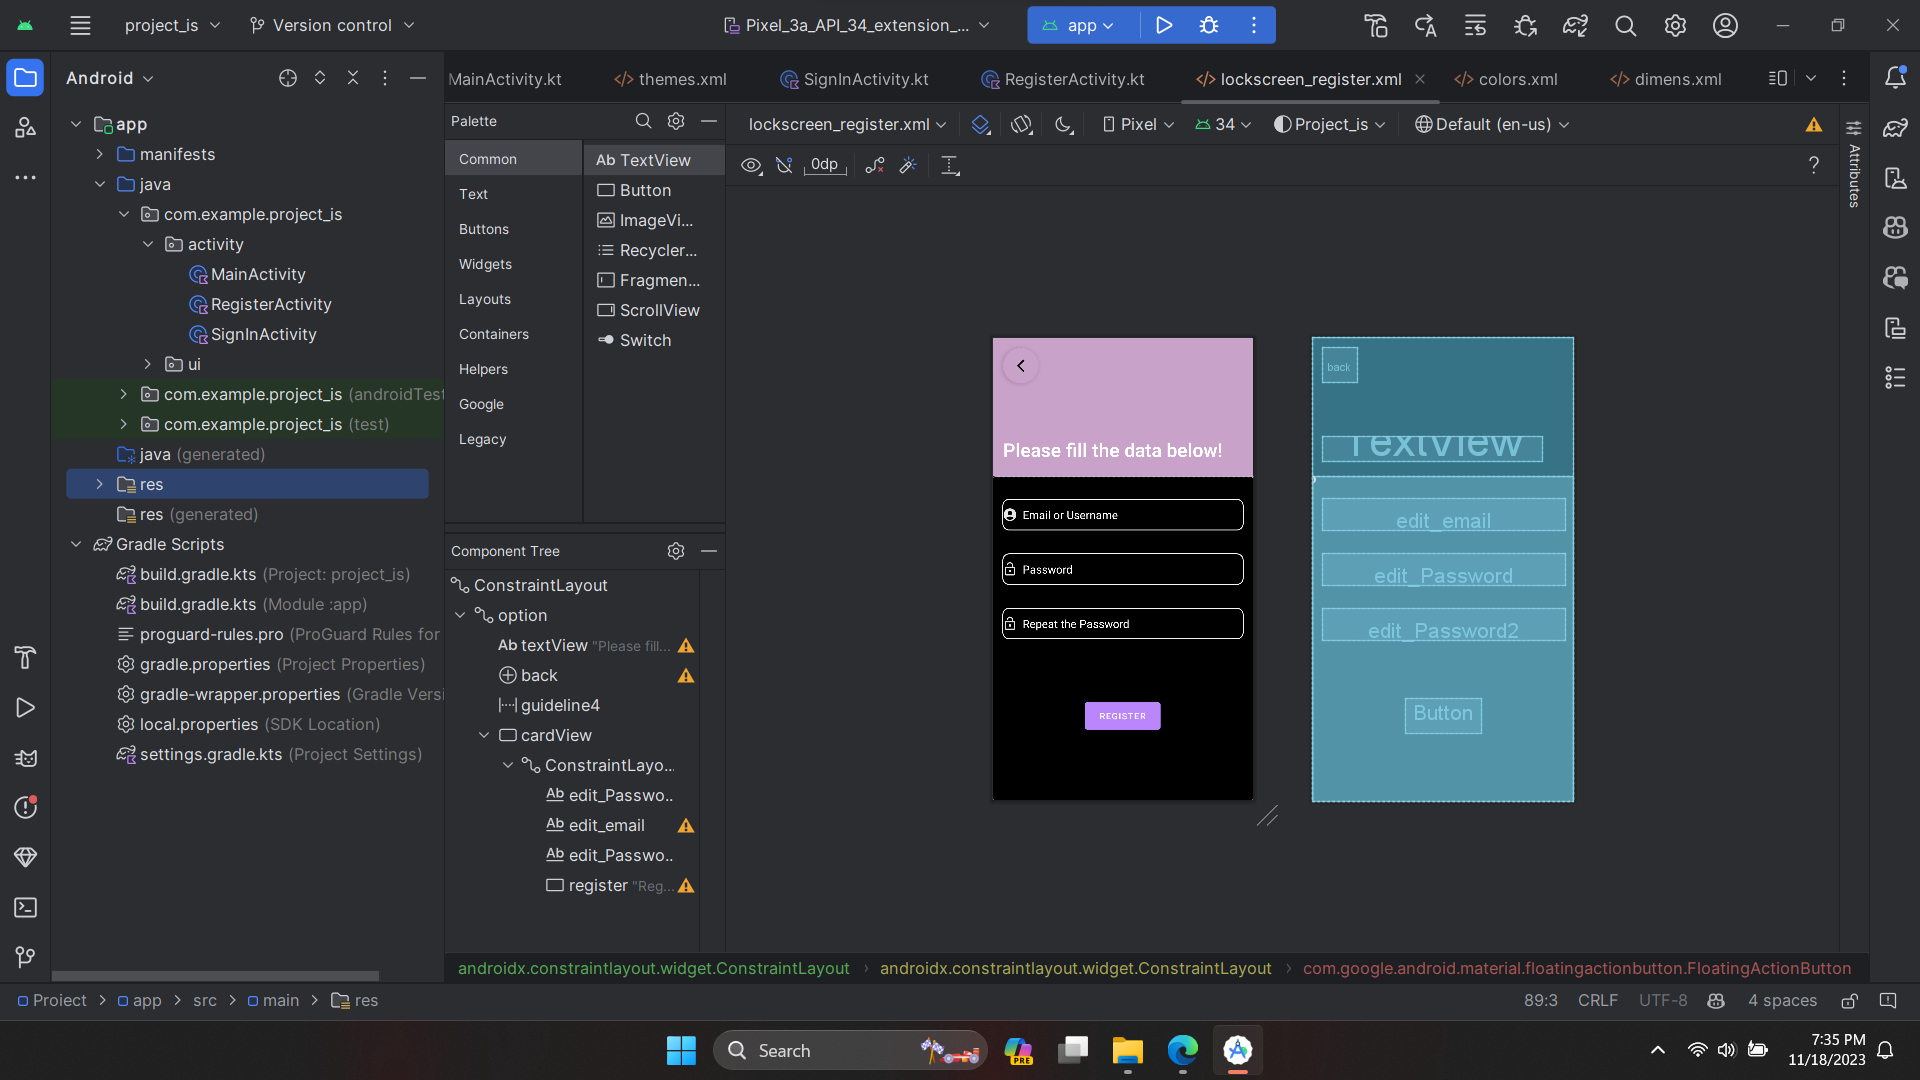 project_is
Version control
Pixel_3a_API_34_extension_...
app
Android
MainActivity.kt
themes.xml
SignInActivity.kt
RegisterActivity.kt
lockscreen_register.xml
colors.xml
dimens.xml
app
manifests
java
com.example.project_is
activity
MainActivity
RegisterActivity
SignInActivity
ui
com.example.project_is (androidTest
com.example.project_is (test)
java (generated)
res
res (generated)
Gradle Scripts
build.gradle.kts (Project: project_is)
build.gradle.kts (Module :app)
proguard-rules.pro (ProGuard Rules for
gradle.properties (Project Properties)
gradle-wrapper.properties (Gradle Versi
local.properties (SDK Location)
settings.gradle.kts (Project Settings)
Palette
Common
Text
Buttons
Widgets
Layouts
Containers
Helpers
Google
Legacy
Ab TextView
Button
ImageVi...
Recycler...
Fragmen...
ScrollView
Switch
Component Tree
ConstraintLayout
option
Ab textView "Please fill...
back
guideline4
cardView
ConstraintLayo...
Ab edit_Passwo..
Ab edit_email
Ab edit_Passwo..
register "Reg...
lockscreen_register.xml
Pixel
34
Project_is
Default (en-us)
0dp
?
Attributes
Please fill the data below!
Email or Username
Password
Repeat the Password
REGISTER
back
TextView
edit_email
edit_Password
edit_Password2
Button
androidx.constraintlayout.widget.ConstraintLayout
androidx.constraintlayout.widget.ConstraintLayout
com.google.android.material.floatingactionbutton.FloatingActionButton
Project
app
src
main
res
89:3
CRLF
UTF-8
4 spaces
Search
PRE
7:35 PM
11/18/2023